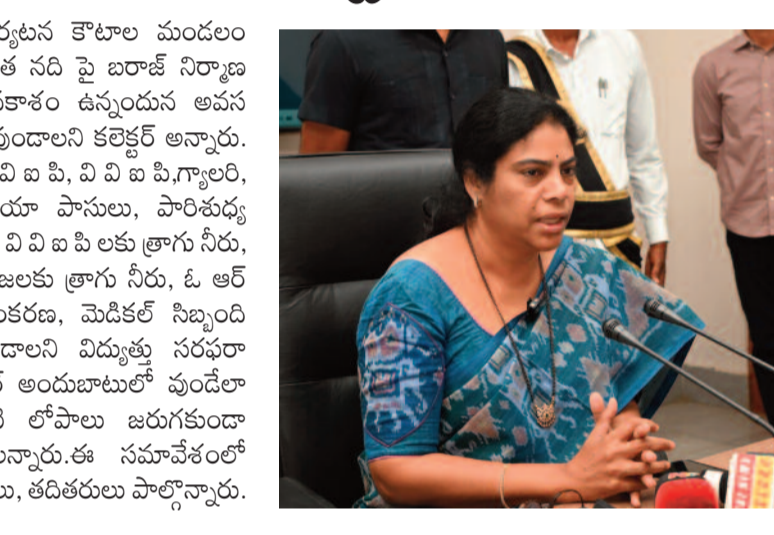 ర్యటన కౌటాల మండలం
త నది పై బరాజ్ నిర్మాణ
కాశం ఉన్నందున అవస
వుండాలని కలెక్టర్ అన్నారు.
వి ఐ పి, వి వి ఐ పి,గ్యాలరి,
యా పాసులు, పారిశుధ్య
వి వి ఐ పి లకు త్రాగు నీరు,
జలకు త్రాగు నీరు, ఓ ఆర్
కరణ, మెడికల్ సిబ్బంది
డాలని విద్యుత్తు సరఫరా
అందుబాటులో వుండేలా
లోపాలు జరుగకుండా
లన్నారు.ఈ సమావేశంలో
లు, తదితరులు పాల్గొన్నారు.